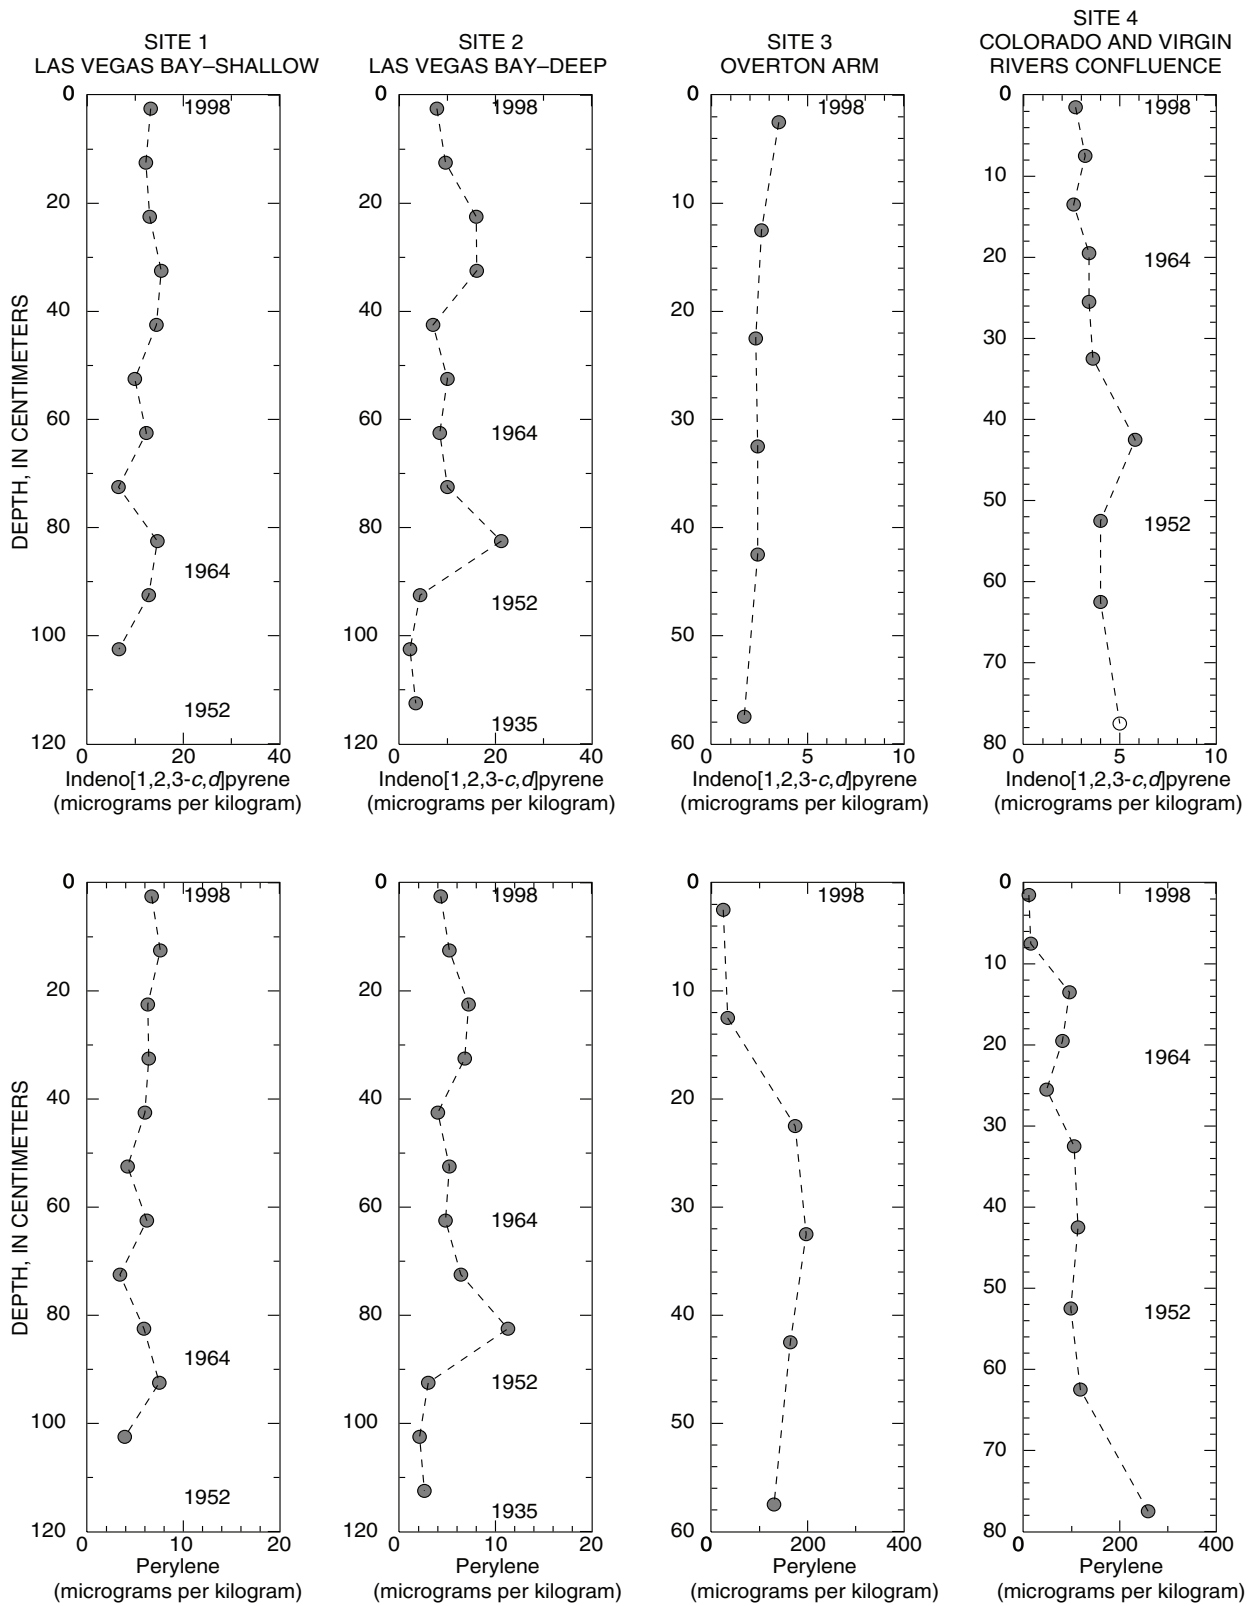 SITE 1
LAS VEGAS BAY–SHALLOW
SITE 2
LAS VEGAS BAY–DEEP
SITE 3
OVERTON ARM
SITE 4
COLORADO AND VIRGIN
RIVERS CONFLUENCE
DEPTH, IN CENTIMETERS
0
20
40
60
80
100
120
1998
1964
1952
0 20 40
Indeno[1,2,3-c,d]pyrene
(micrograms per kilogram)
0
20
40
60
80
100
120
1998
1964
1952
1935
0 20 40
Indeno[1,2,3-c,d]pyrene
(micrograms per kilogram)
0
10
20
30
40
50
60
1998
0 5 10
Indeno[1,2,3-c,d]pyrene
(micrograms per kilogram)
0
10
20
30
40
50
60
70
80
1998
1964
1952
0 5 10
Indeno[1,2,3-c,d]pyrene
(micrograms per kilogram)
DEPTH, IN CENTIMETERS
0
20
40
60
80
100
120
1998
1964
1952
0 10 20
Perylene
(micrograms per kilogram)
0
20
40
60
80
100
120
1998
1964
1952
1935
0 10 20
Perylene
(micrograms per kilogram)
0
10
20
30
40
50
60
1998
0 200 400
Perylene
(micrograms per kilogram)
0
10
20
30
40
50
60
70
80
1998
1964
1952
0 200 400
Perylene
(micrograms per kilogram)